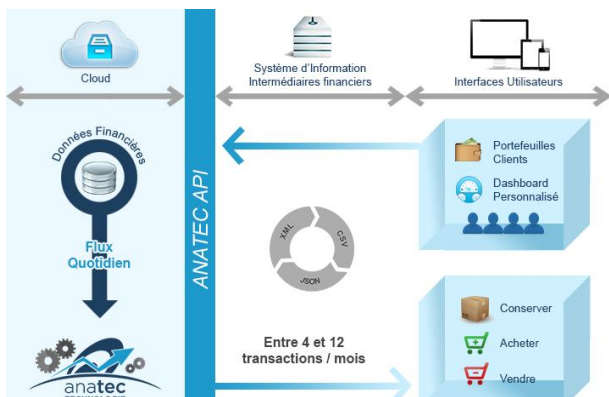 Cloud
Système d'Information
Intermédiaires financiers
Interfaces Utilisateurs
Données Financières
Flux
Quotidien
anatec
TECHNOLOGIE
ANATEC API
XML
CSV
JSON
Entre 4 et 12
transactions / mois
Portefeuilles
Clients
Dashboard
Personnalisé
Conserver
Acheter
Vendre